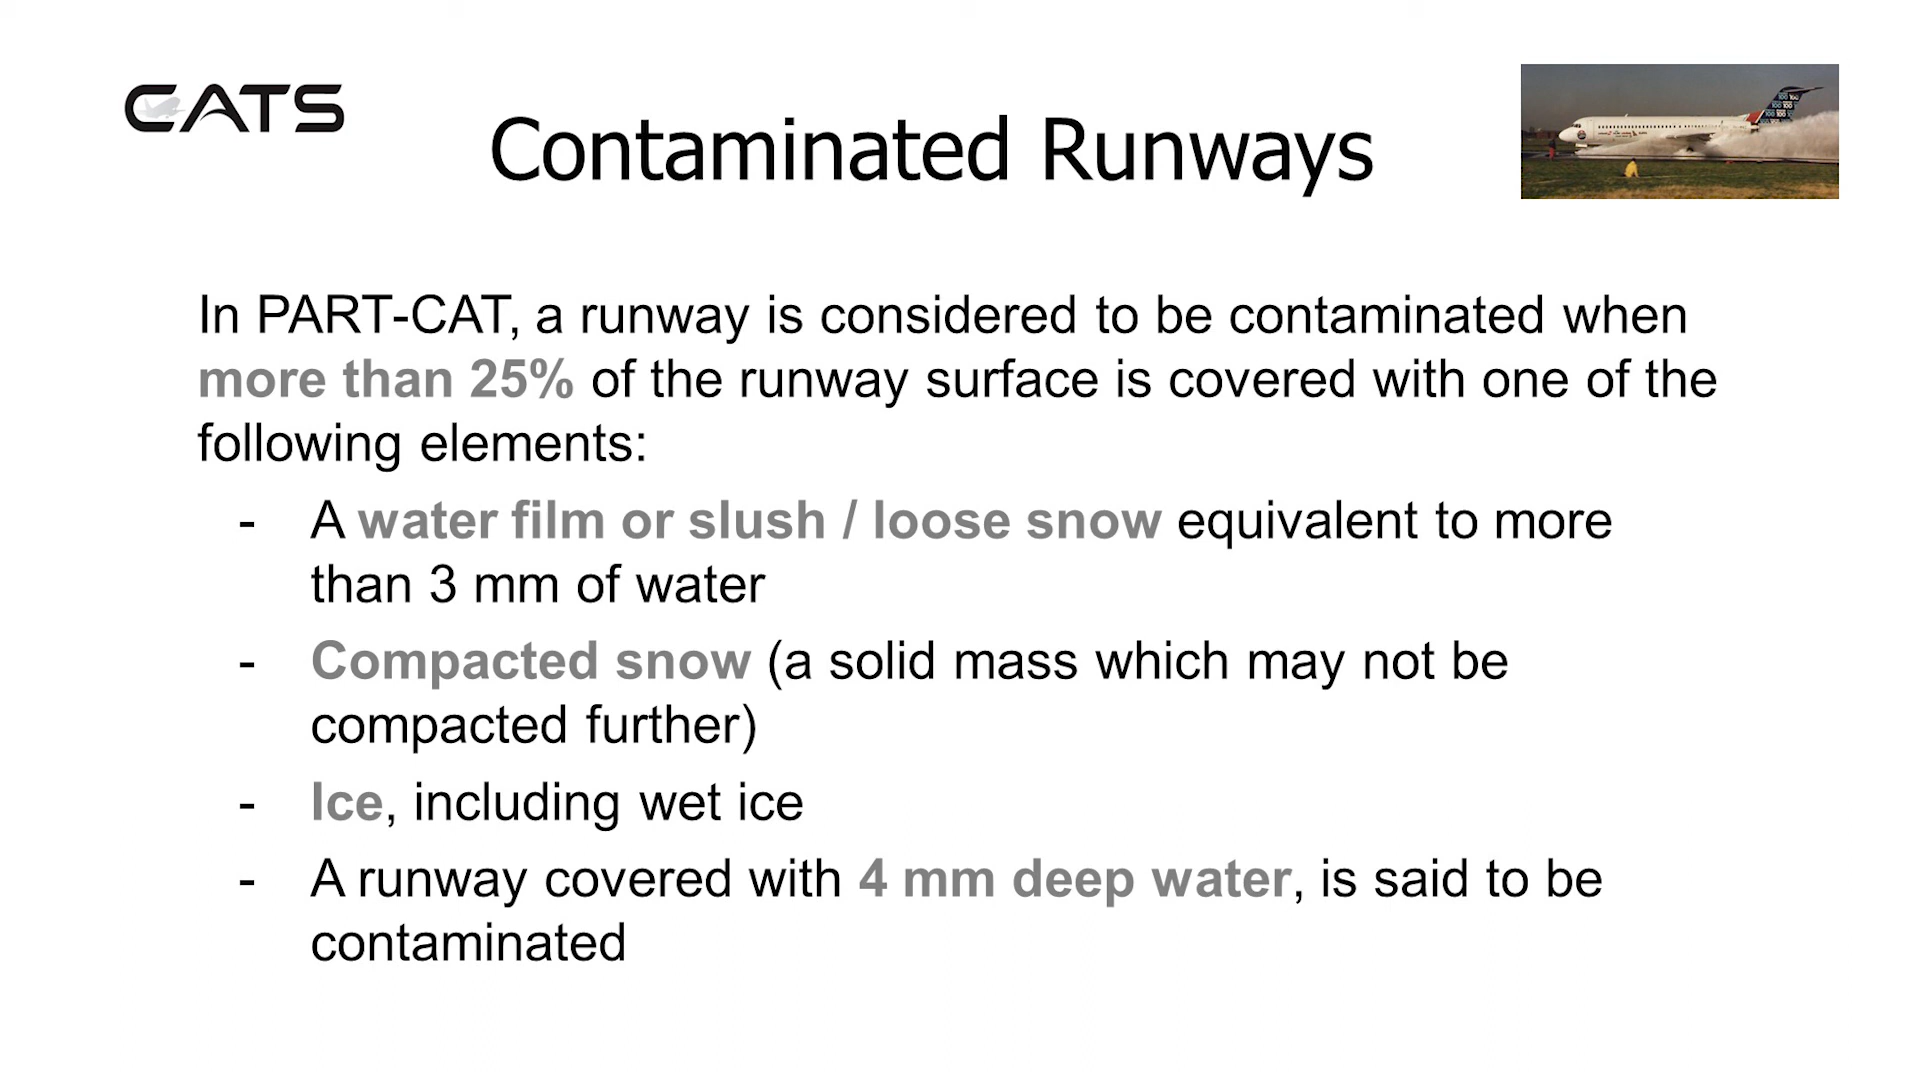 CATS
Contaminated Runways
In PART-CAT, a runway is considered to be contaminated when
more than 25% of the runway surface is covered with one of the
following elements:
- A water film or slush / loose snow equivalent to more
than 3 mm of water
- Compacted snow (a solid mass which may not be
compacted further)
- Ice, including wet ice
- A runway covered with 4 mm deep water, is said to be
contaminated